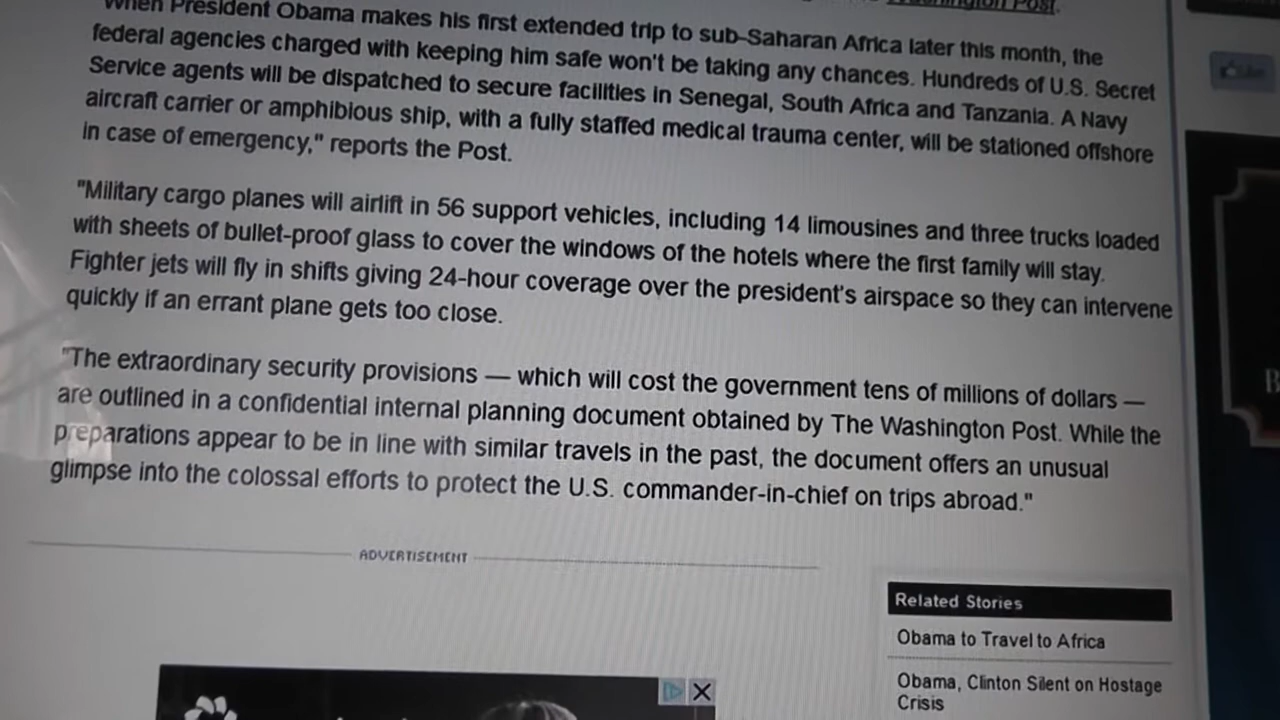 "When President Obama makes his first extended trip to sub-Saharan Africa later this month, the
federal agencies charged with keeping him safe won't be taking any chances. Hundreds of U.S. Secret
Service agents will be dispatched to secure facilities in Senegal, South Africa and Tanzania. A Navy
aircraft carrier or amphibious ship, with a fully staffed medical trauma center, will be stationed offshore
in case of emergency," reports the Post.
"Military cargo planes will airlift in 56 support vehicles, including 14 limousines and three trucks loaded
with sheets of bullet-proof glass to cover the windows of the hotels where the first family will stay.
Fighter jets will fly in shifts giving 24-hour coverage over the president's airspace so they can intervene
quickly if an errant plane gets too close.
"The extraordinary security provisions — which will cost the government tens of millions of dollars —
are outlined in a confidential internal planning document obtained by The Washington Post. While the
preparations appear to be in line with similar travels in the past, the document offers an unusual
glimpse into the colossal efforts to protect the U.S. commander-in-chief on trips abroad."
ADVERTISEMENT
Related Stories
Obama to Travel to Africa
Obama, Clinton Silent on Hostage
Crisis